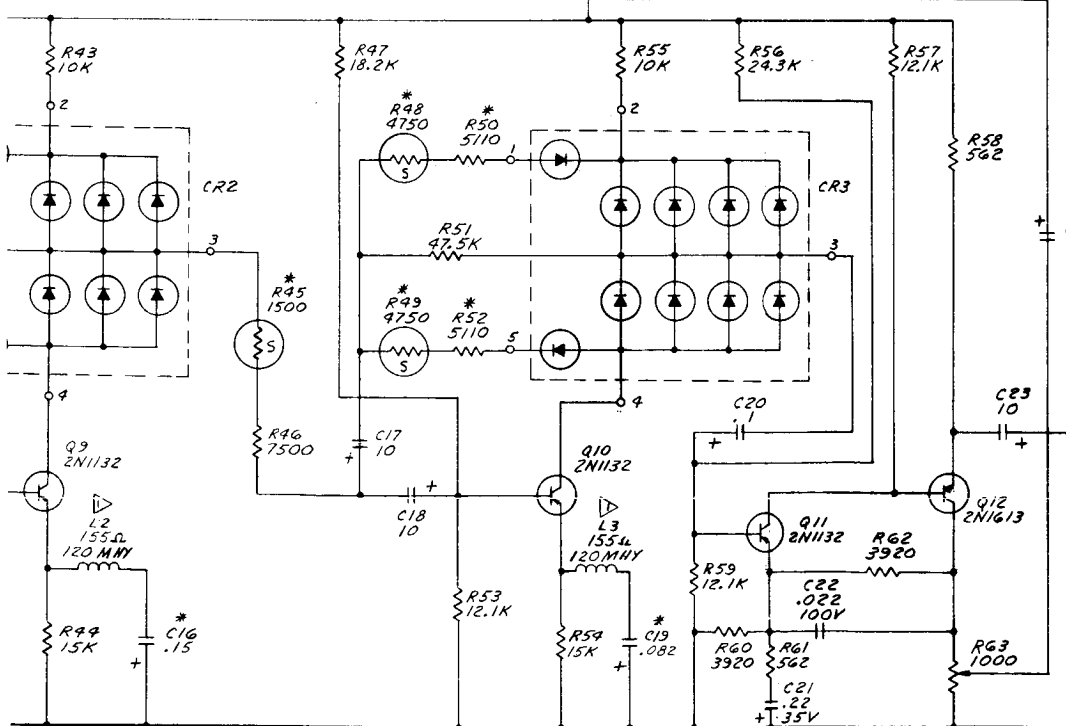 R43
10K
2
CR2
3
*
R45
1500
S
4
R46
7500
Q9
2N1132
L2
155Ω
120 MHY
R44
15K
*
C16
.15
+
R47
18.2K
*
R48
4750
S
*
R50
5110
1
R51
47.5K
*
R49
4750
S
*
R52
5110
5
C17
10
+
C18
10
+
R53
12.1K
R55
10K
2
CR3
3
4
Q10
2N1132
L3
155Ω
120MHY
R54
15K
*
C19
.082
+
R56
24.3K
C20
.1
+
R57
12.1K
R58
562
+
C23
10
+
Q12
2N1613
Q11
2N1132
R62
3920
R59
12.1K
C22
.022
100V
R60
3920
R61
562
R63
1000
C21
.22
35V
+